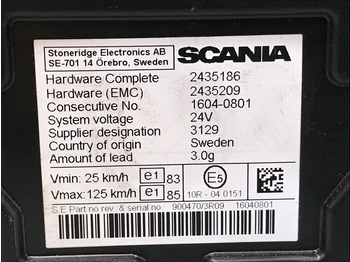 Stoneridge Electronics AB
SE-701 14 Örebro, Sweden
SCANIA
Hardware Complete 2435186
Hardware (EMC) 2435209
Consecutive No. 1604-0801
System voltage 24V
Supplier designation 3129
Country of origin Sweden
Amount of lead 3.0g
Vmin: 25 km/h e1 83
Vmax: 125 km/h e1 85
E5
10R - 04 0151
S.E Part no rev. & serial no. 900470/3R09 16040801